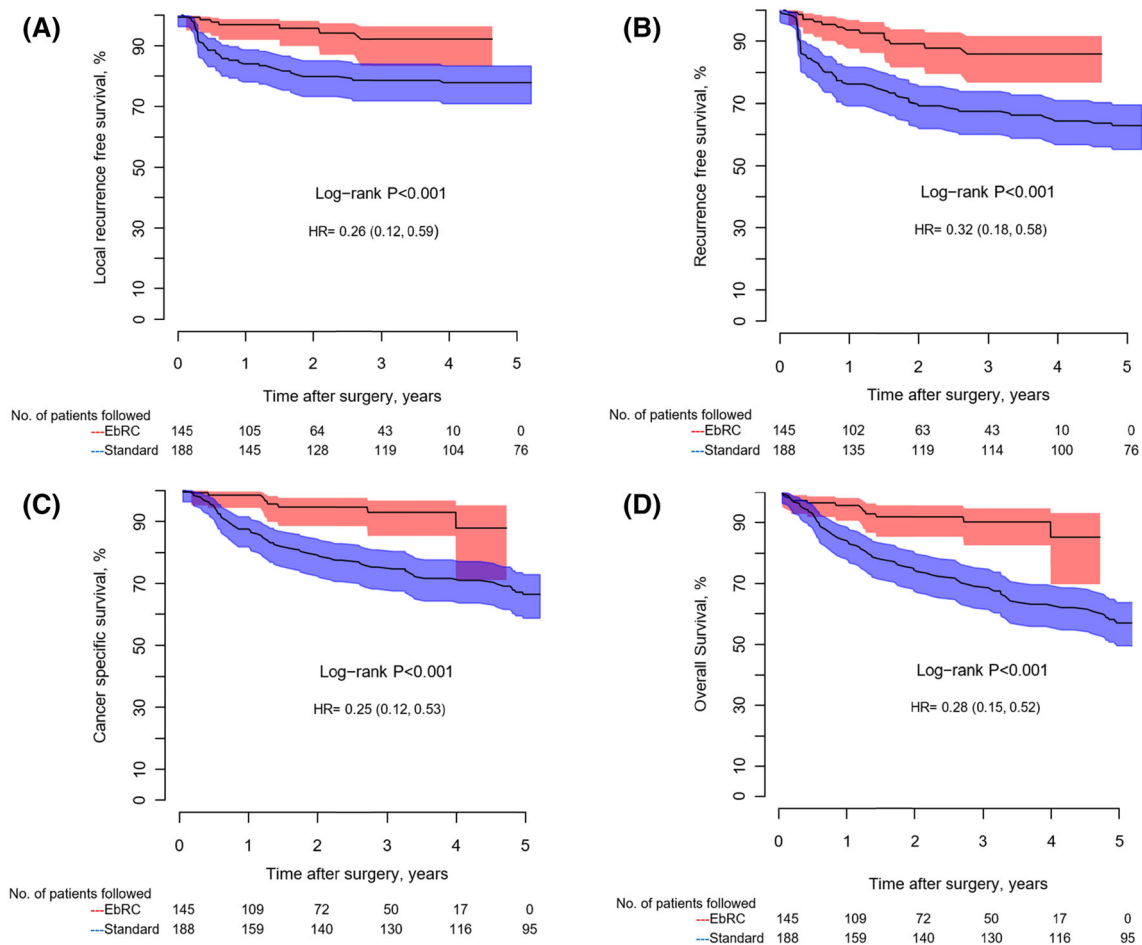 (A)
Local recurrence free survival, %
90
70
50
30
10
0
Log−rank P<0.001
HR= 0.26 (0.12, 0.59)
0 1 2 3 4 5
Time after surgery, years
No. of patients followed
---EbRC 145 105 64 43 10 0
---Standard 188 145 128 119 104 76
(B)
Recurrence free survival, %
90
70
50
30
10
0
Log−rank P<0.001
HR= 0.32 (0.18, 0.58)
0 1 2 3 4 5
Time after surgery, years
No. of patients followed
---EbRC 145 102 63 43 10 0
---Standard 188 135 119 114 100 76
(C)
Cancer specific survival, %
90
70
50
30
10
0
Log−rank P<0.001
HR= 0.25 (0.12, 0.53)
0 1 2 3 4 5
Time after surgery, years
No. of patients followed
---EbRC 145 109 72 50 17 0
---Standard 188 159 140 130 116 95
(D)
Overall Survival, %
90
70
50
30
10
0
Log−rank P<0.001
HR= 0.28 (0.15, 0.52)
0 1 2 3 4 5
Time after surgery, years
No. of patients followed
---EbRC 145 109 72 50 17 0
---Standard 188 159 140 130 116 95